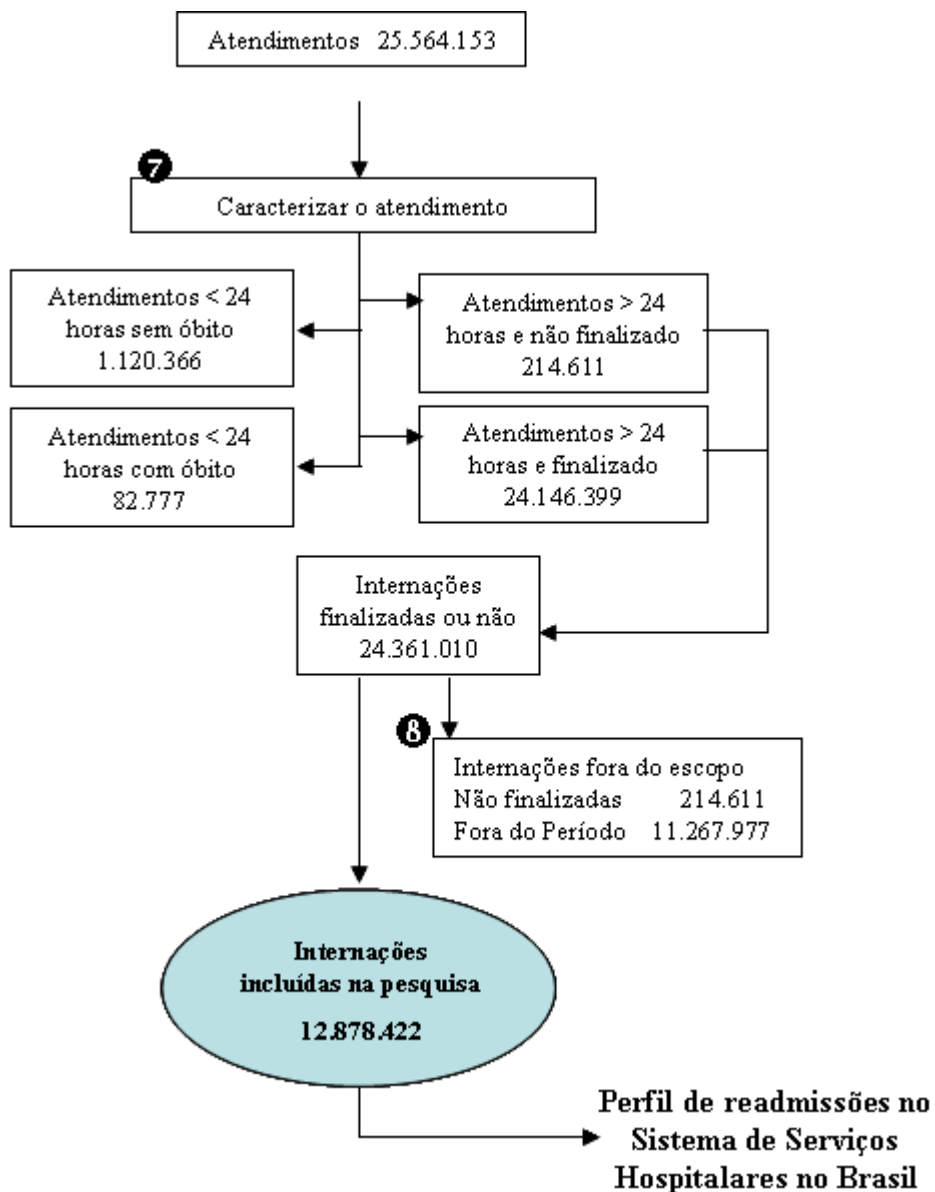 Atendimentos 25.564.153
7
Caracterizar o atendimento
Atendimentos < 24
horas sem óbito
1.120.366
Atendimentos > 24
horas e não finalizado
214.611
Atendimentos < 24
horas com óbito
82.777
Atendimentos > 24
horas e finalizado
24.146.399
Internações
finalizadas ou não
24.361.010
8
Internações fora do escopo
Não finalizadas 214.611
Fora do Período 11.267.977
Internações
incluídas na pesquisa
12.878.422
Perfil de readmissões no
Sistema de Serviços
Hospitalares no Brasil